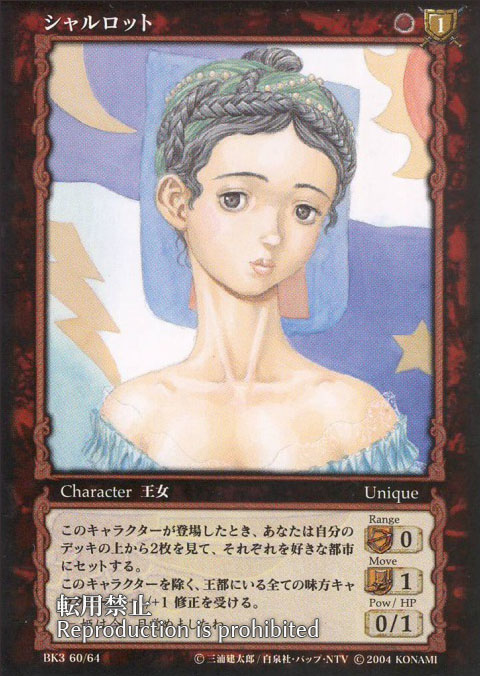 シャルロット
1
Character 王女
Unique
このキャラクターが登場したとき、あなたは自分の
デッキの上から2枚を見て、それぞれを好きな都市
にセットする。
このキャラクターを除く、王都にいる全ての味方キャ
+1 修正を受ける。
転用禁止
Reproduction is prohibited
Range
0
Move
1
Pow/ HP
0/1
BK3 60/64
©三浦建太郎/白泉社・バップ・NTV ©2004 KONAMI